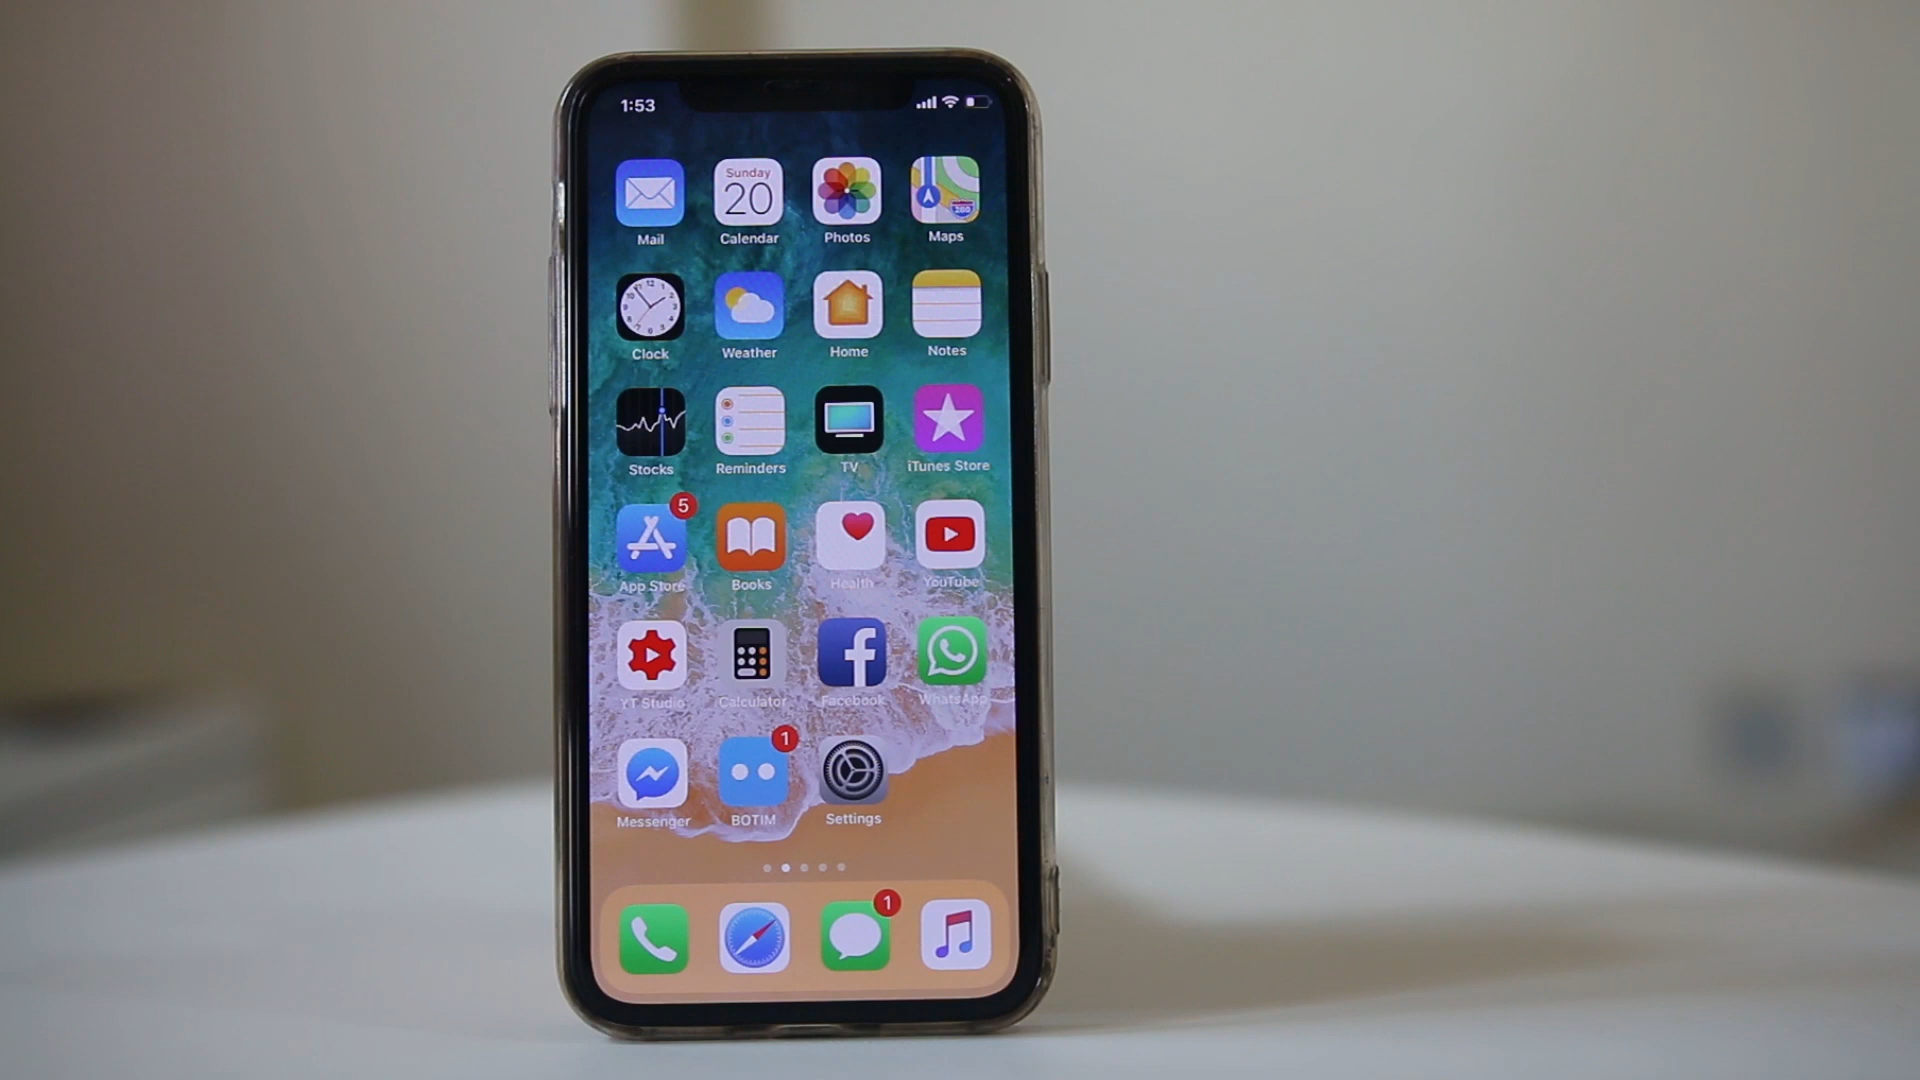 1:53
Sunday
20
280
Mail Calendar Photos Maps
Clock Weather Home Notes
Stocks Reminders TV iTunes Store
5
App Store Books Health YouTube
YT Studio Calculator Facebook WhatsApp
1
Messenger BOTIM Settings
1